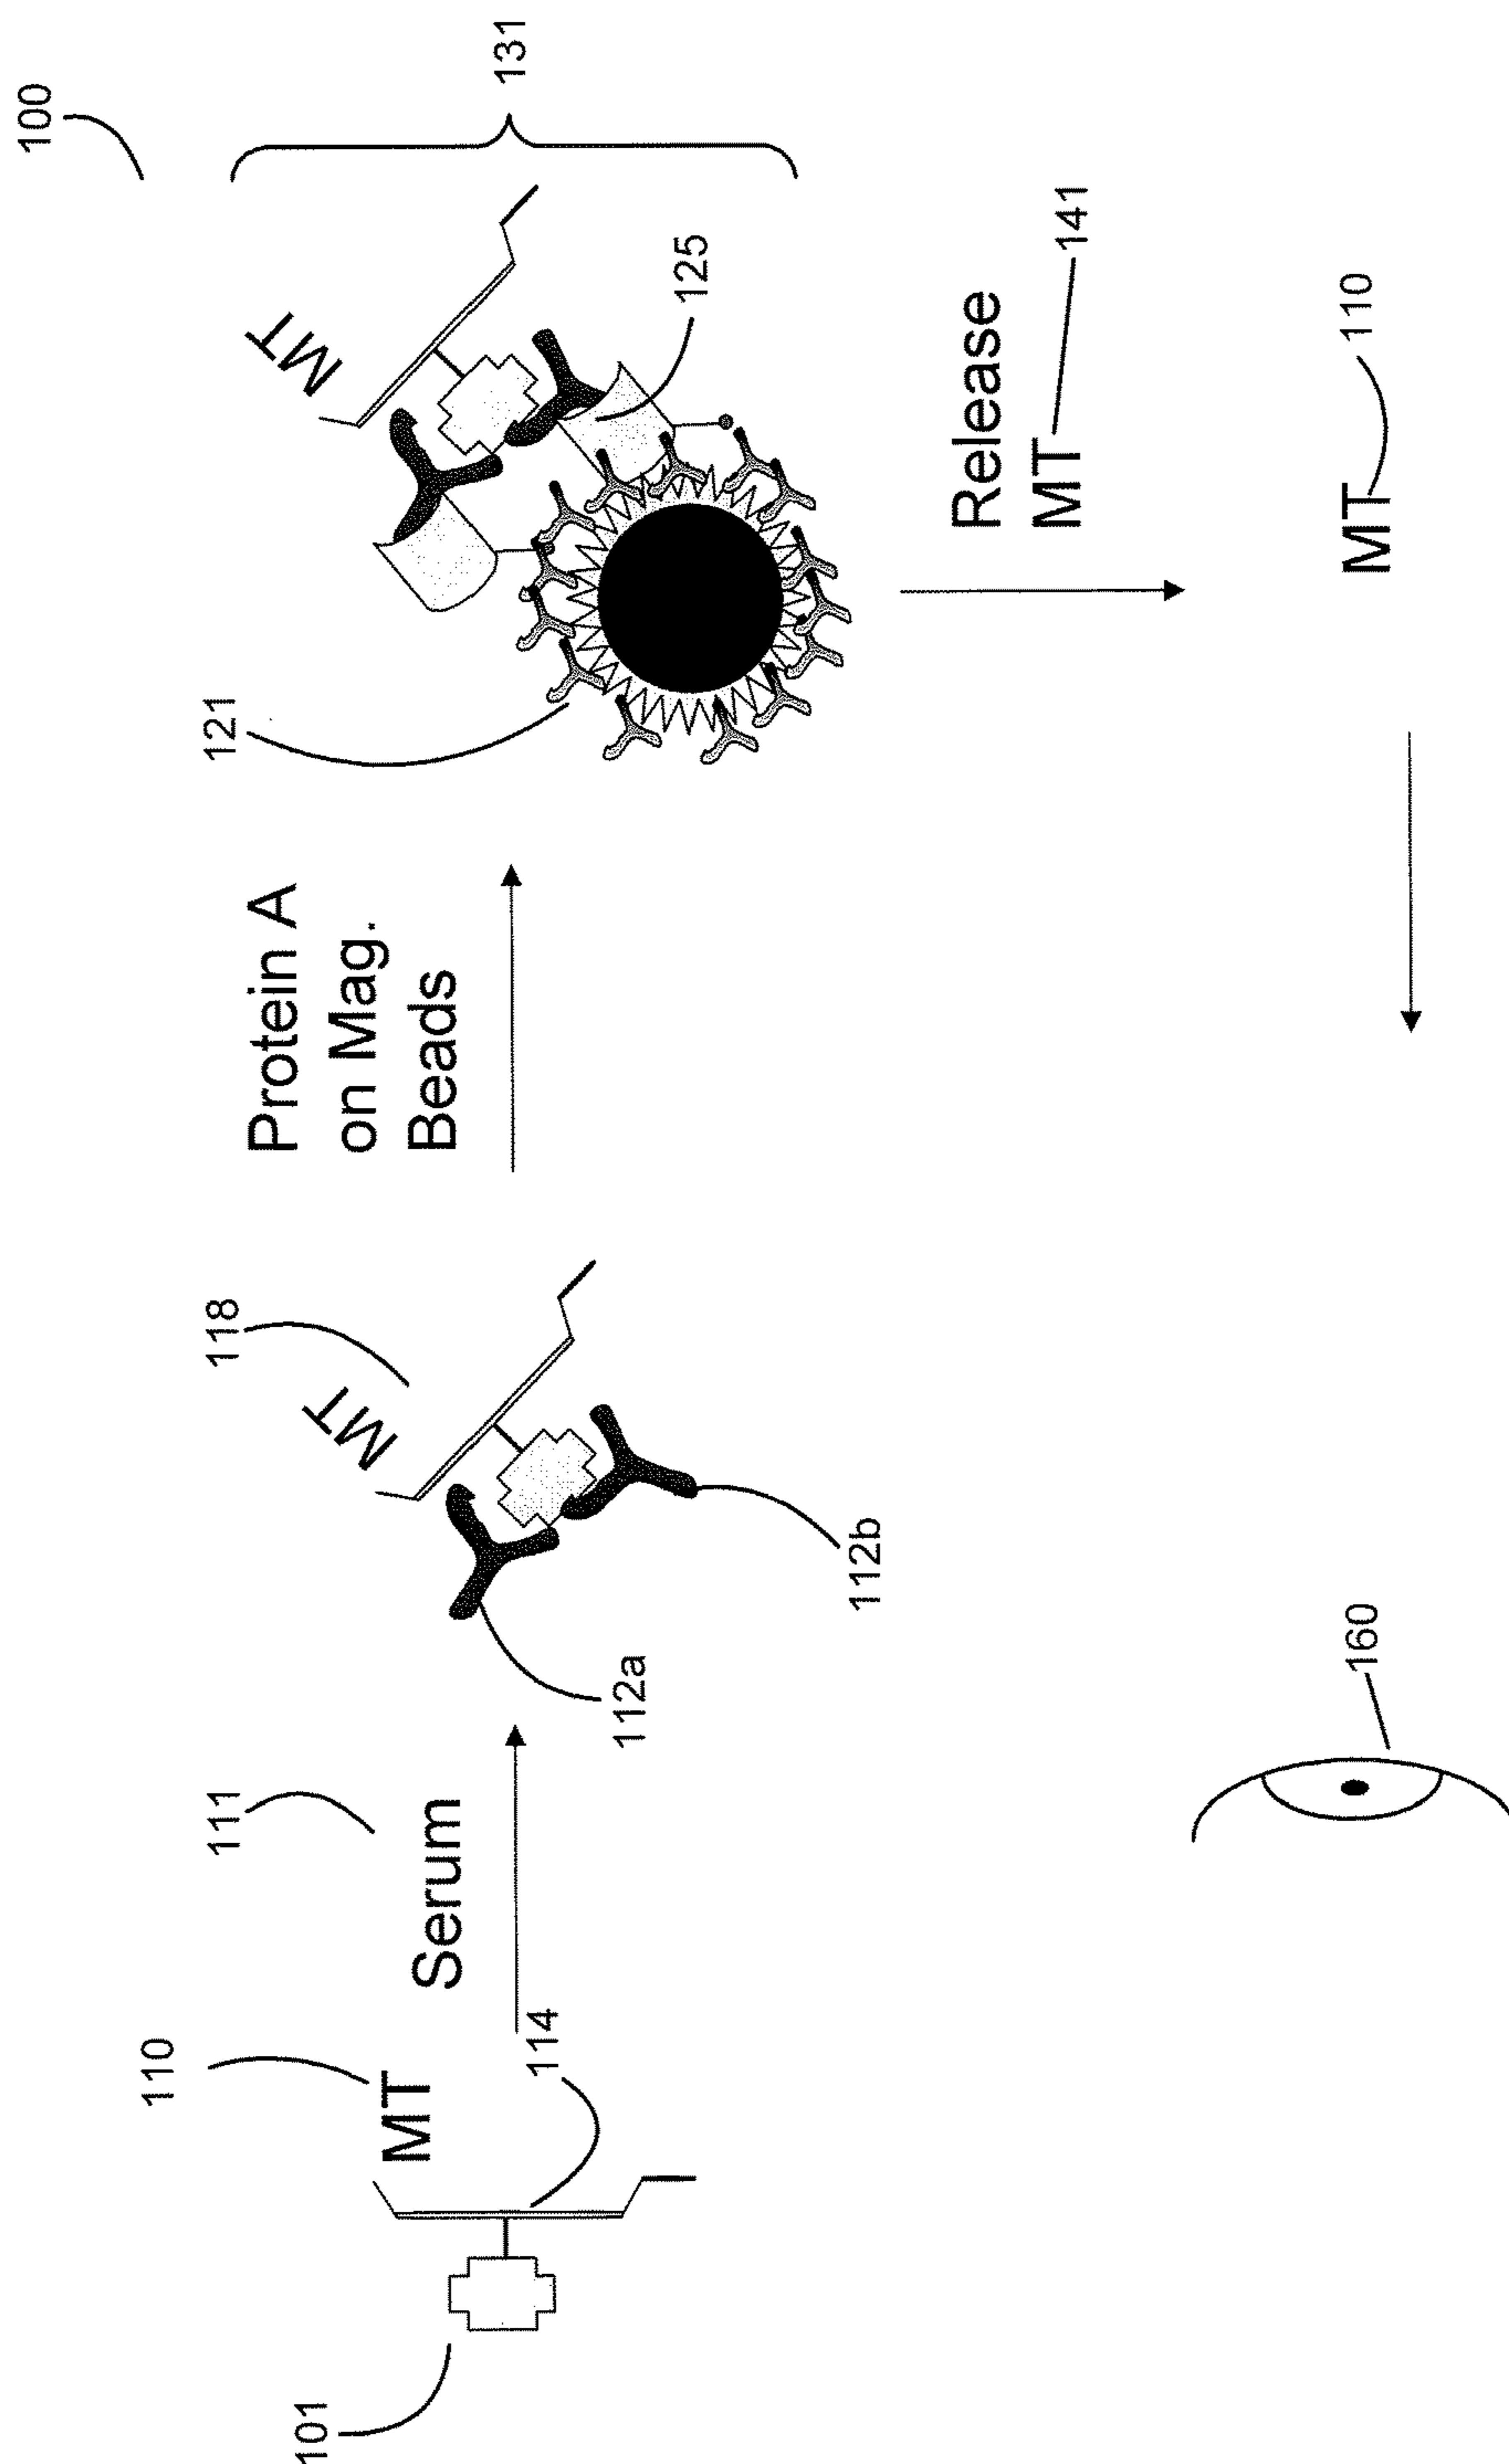 100
110
MT
101
114
111
Serum
118
MT
112a
112b
Protein A
on Mag.
Beads
121
MT
125
131
Release
MT
141
MT
110
160